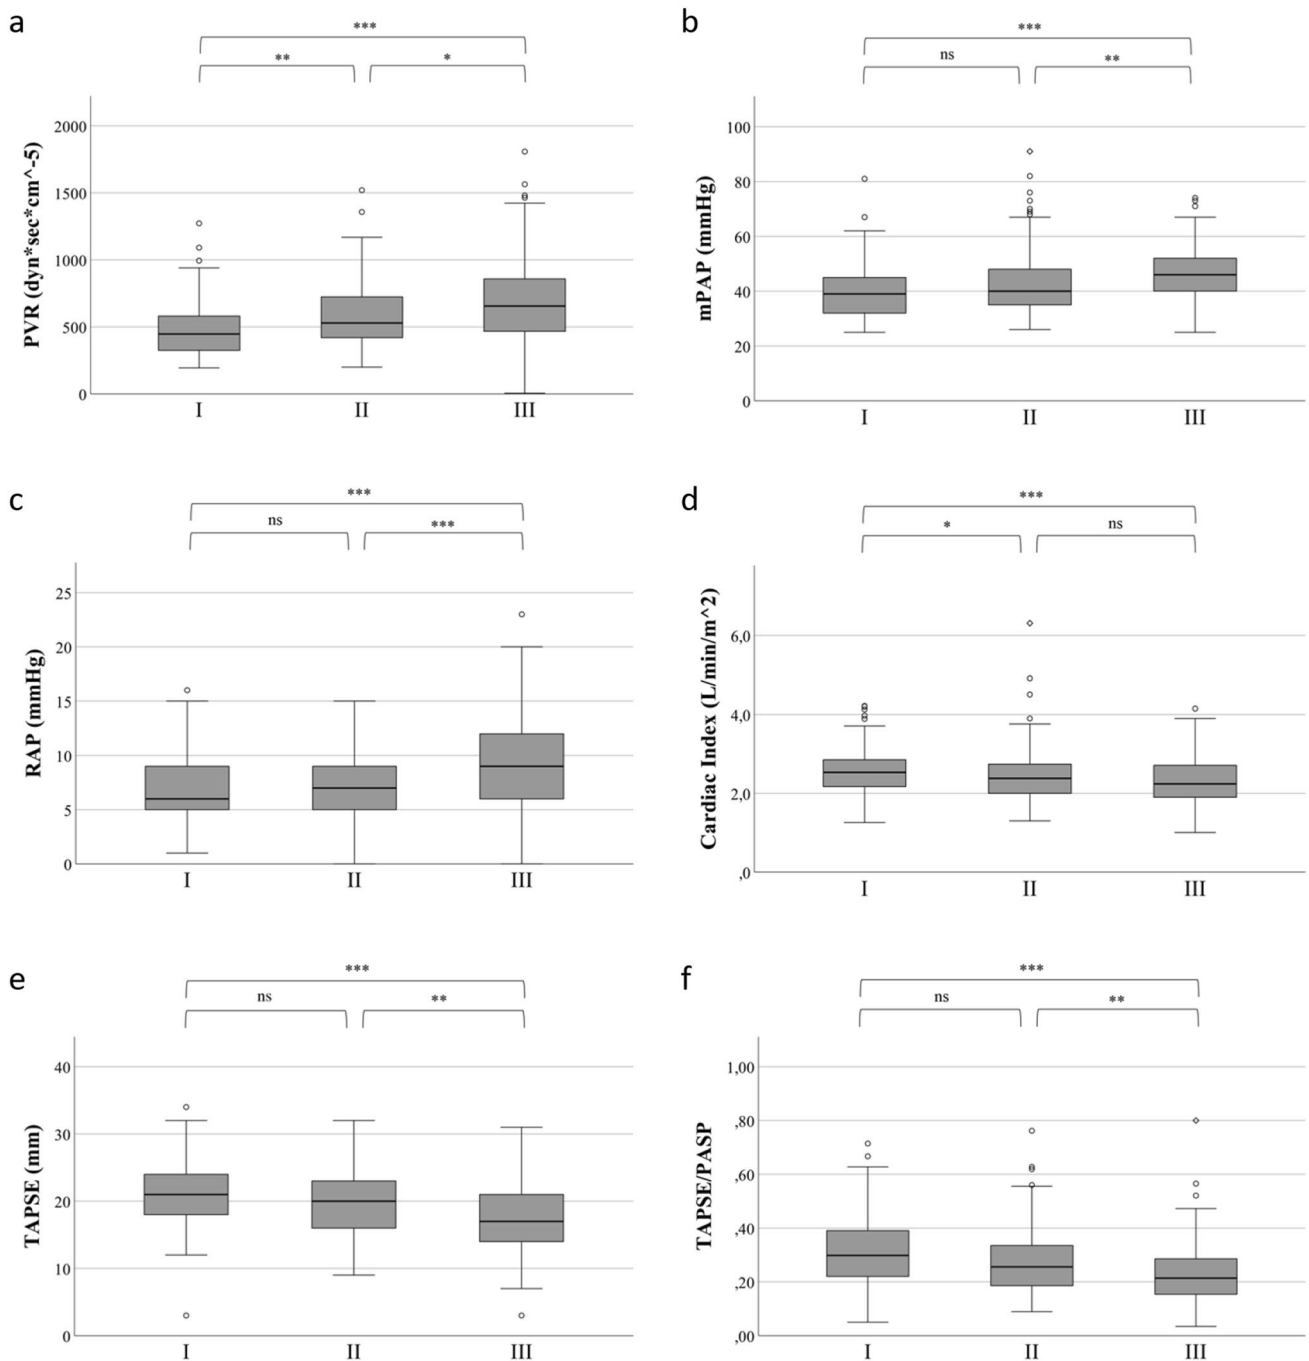 a
***
** *
PVR (dyn*sec*cm^-5)
2000
1500
1000
500
0
I II III
b
***
ns **
mPAP (mmHg)
100
80
60
40
20
0
I II III
c
***
ns ***
RAP (mmHg)
25
20
15
10
5
0
I II III
d
***
* ns
Cardiac Index (L/min/m^2)
6,0
4,0
2,0
,0
I II III
e
***
ns **
TAPSE (mm)
40
30
20
10
0
I II III
f
***
ns **
TAPSE/PASP
1,00
,80
,60
,40
,20
,00
I II III